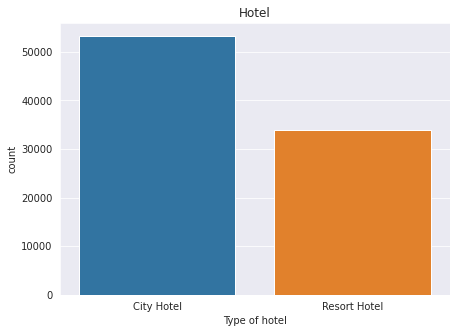 Hotel
50000
40000
30000
20000
10000
0
count
City Hotel
Resort Hotel
Type of hotel